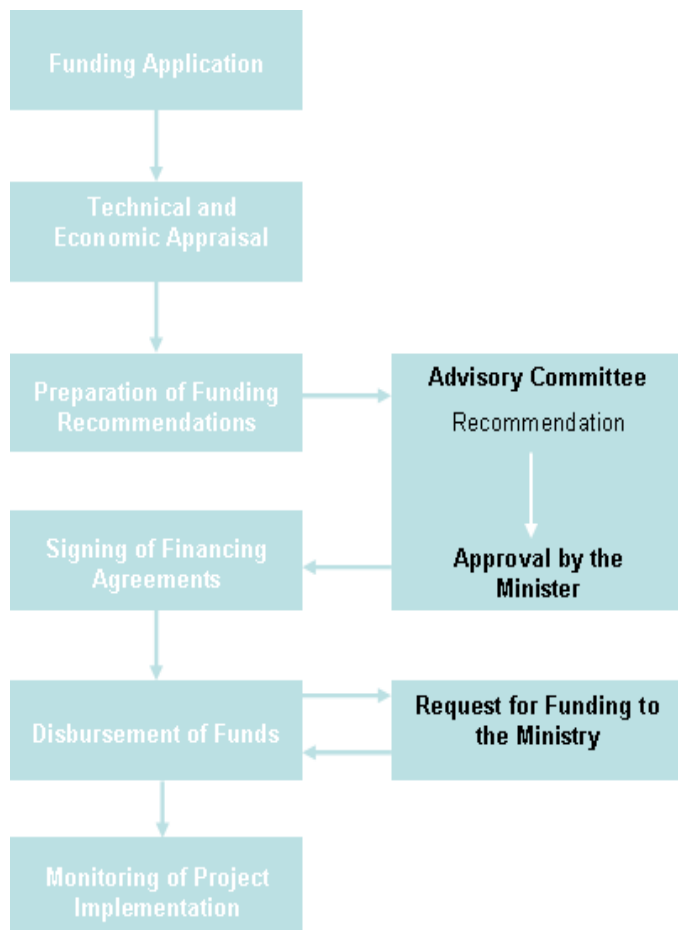 Funding Application
Technical and
Economic Appraisal
Preparation of Funding
Recommendations
Advisory Committee
Recommendation
Approval by the
Minister
Signing of Financing
Agreements
Disbursement of Funds
Request for Funding to
the Ministry
Monitoring of Project
Implementation